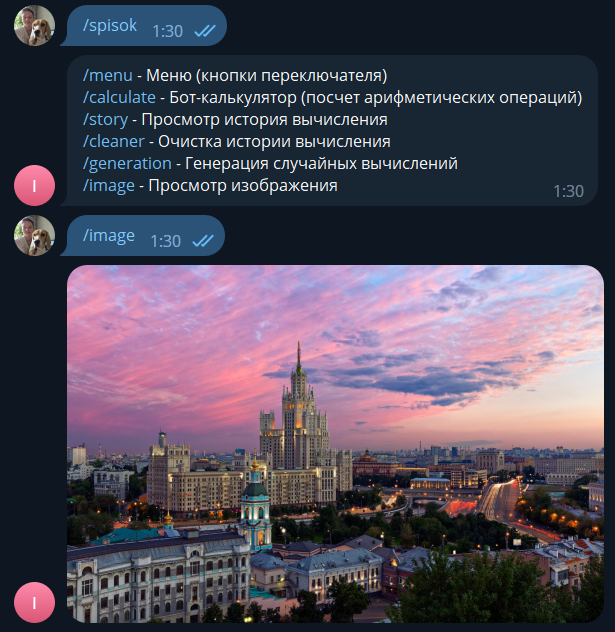 /spisok 1:30
/menu - Меню (кнопки переключателя)
/calculate - Бот-калькулятор (посчет арифметических операций)
/story - Просмотр история вычисления
/cleaner - Очистка истории вычисления
/generation - Генерация случайных вычислений
/image - Просмотр изображения
1:30
I
/image 1:30
I